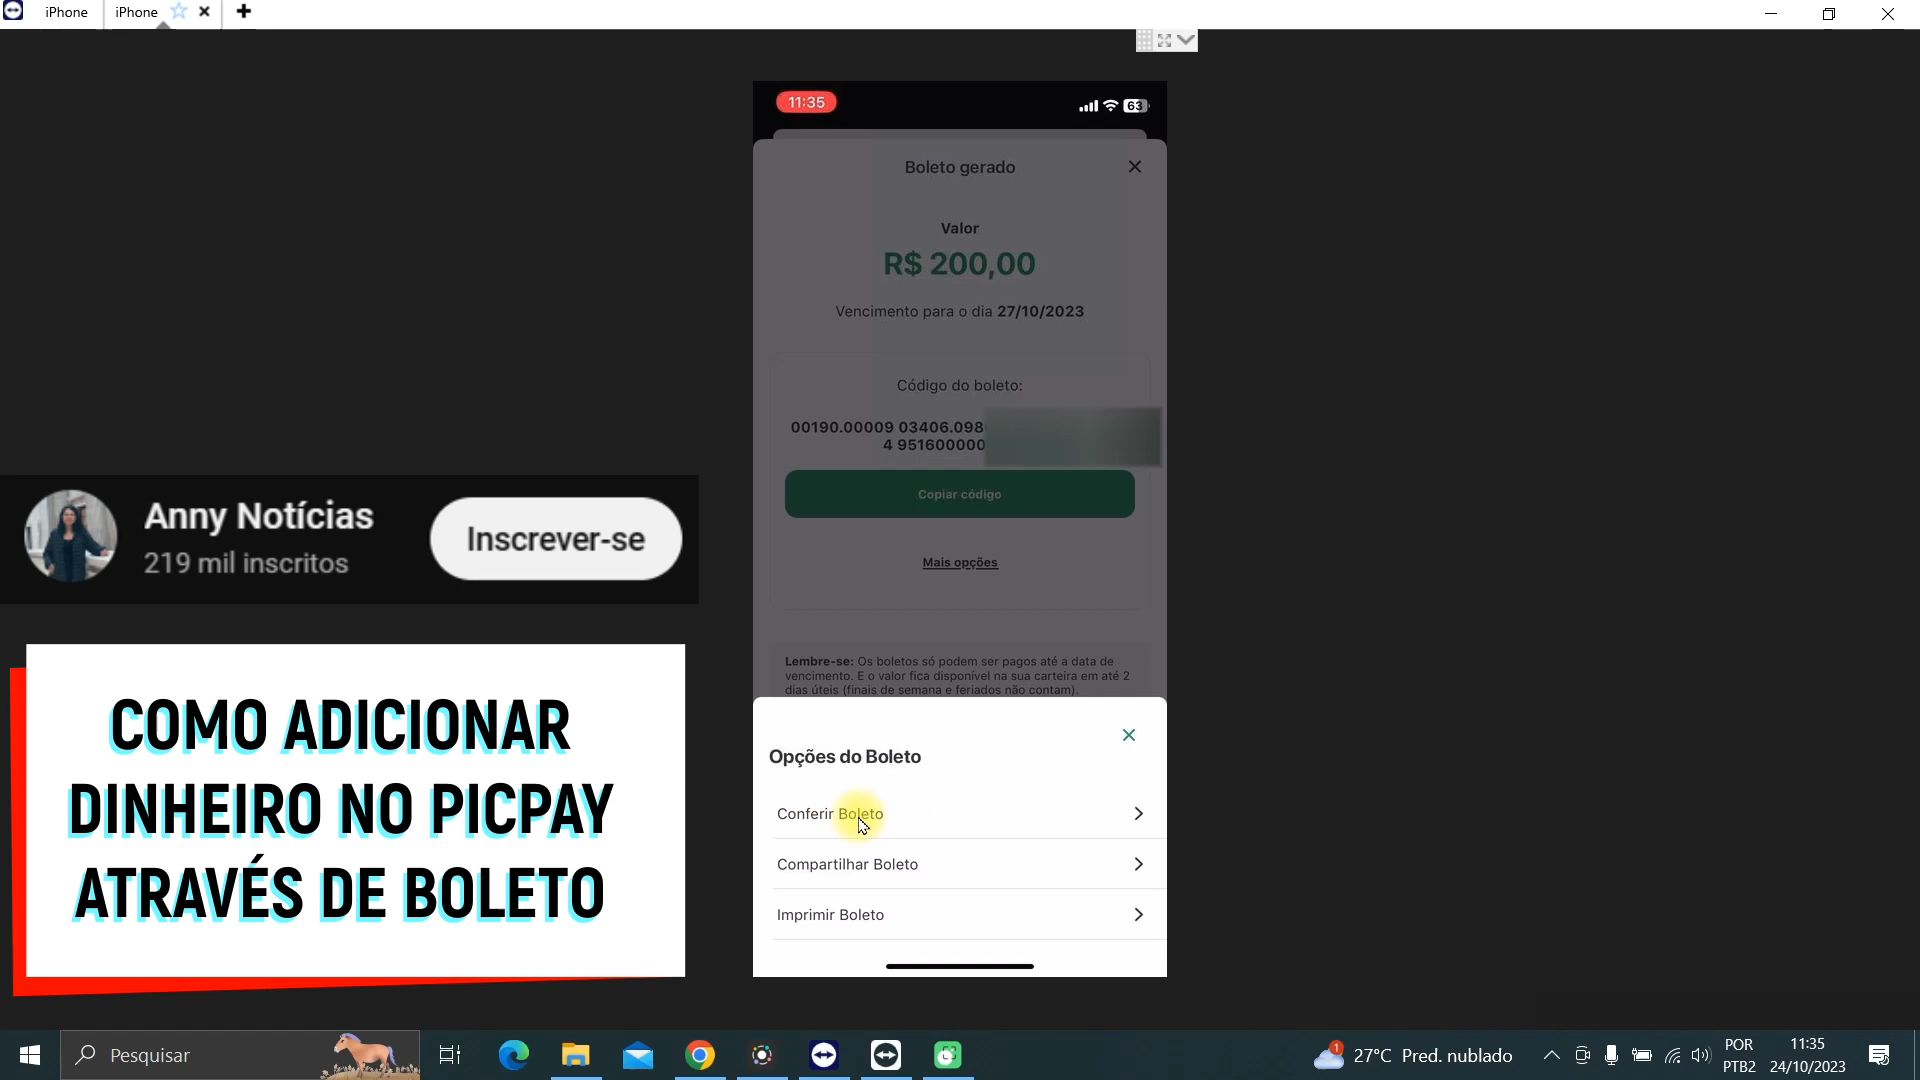 iPhone
iPhone
11:35
63
Boleto gerado
Valor
R$ 200,00
Vencimento para o dia 27/10/2023
Código do boleto:
00190.00009 03406.098
4 951600000
Copiar código
Mais opções
Lembre-se: Os boletos só podem ser pagos até a data de
vencimento. E o valor fica disponível na sua carteira em até 2
dias úteis (finais de semana e feriados não contam).
Opções do Boleto
Conferir Boleto
Compartilhar Boleto
Imprimir Boleto
Anny Notícias
219 mil inscritos
Inscrever-se
COMO ADICIONAR
DINHEIRO NO PICPAY
ATRAVÉS DE BOLETO
Pesquisar
1
27°C Pred. nublado
POR
PTB2
11:35
24/10/2023